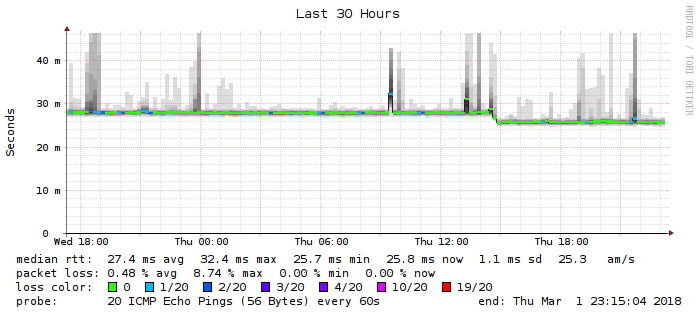 Last 30 Hours
RRDTOOL / TOBI OETIKER
Seconds
40 m
30 m
20 m
10 m
0
Wed 18:00 Thu 00:00 Thu 06:00 Thu 12:00 Thu 18:00
median rtt: 27.4 ms avg 32.4 ms max 25.7 ms min 25.8 ms now 1.1 ms sd 25.3 am/s
packet loss: 0.48 % avg 8.74 % max 0.00 % min 0.00 % now
loss color: 0 1/20 2/20 3/20 4/20 10/20 19/20
probe: 20 ICMP Echo Pings (56 Bytes) every 60s end: Thu Mar 1 23:15:04 2018